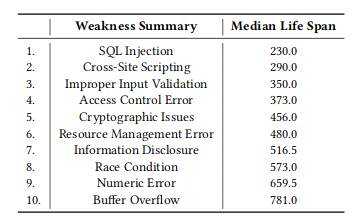 Weakness Summary Median Life Span
1. SQL Injection 230.0
2. Cross-Site Scripting 290.0
3. Improper Input Validation 350.0
4. Access Control Error 373.0
5. Cryptographic Issues 456.0
6. Resource Management Error 480.0
7. Information Disclosure 516.5
8. Race Condition 573.0
9. Numeric Error 659.5
10. Buffer Overflow 781.0